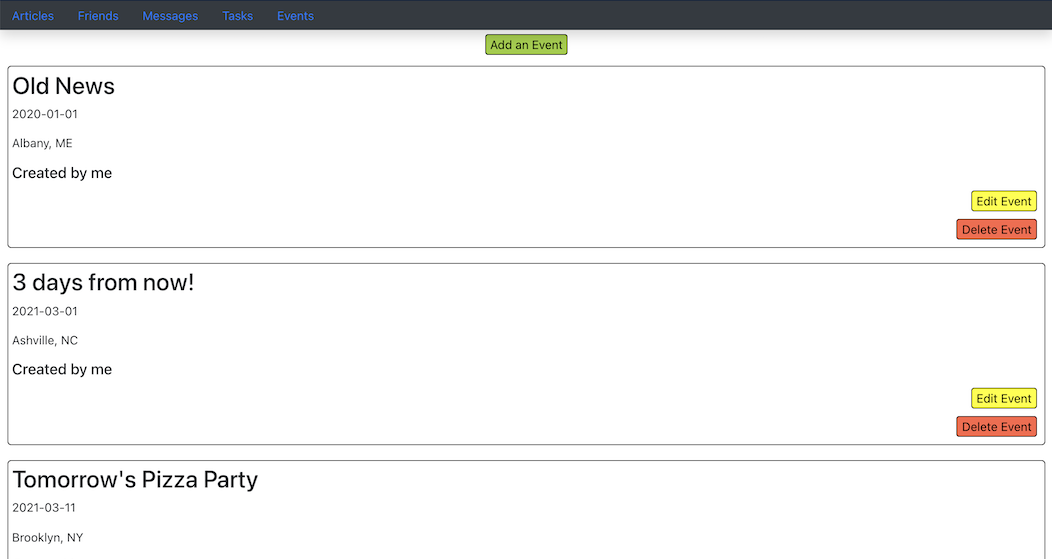 Articles Friends Messages Tasks Events
Add an Event
Old News
2020-01-01
Albany, ME
Created by me
Edit Event
Delete Event
3 days from now!
2021-03-01
Ashville, NC
Created by me
Edit Event
Delete Event
Tomorrow's Pizza Party
2021-03-11
Brooklyn, NY